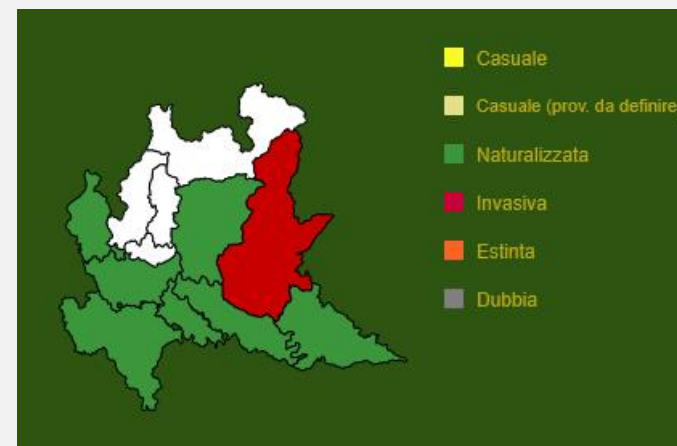 Casuale
Casuale (prov. da definire
Naturalizzata
Invasiva
Estinta
Dubbia